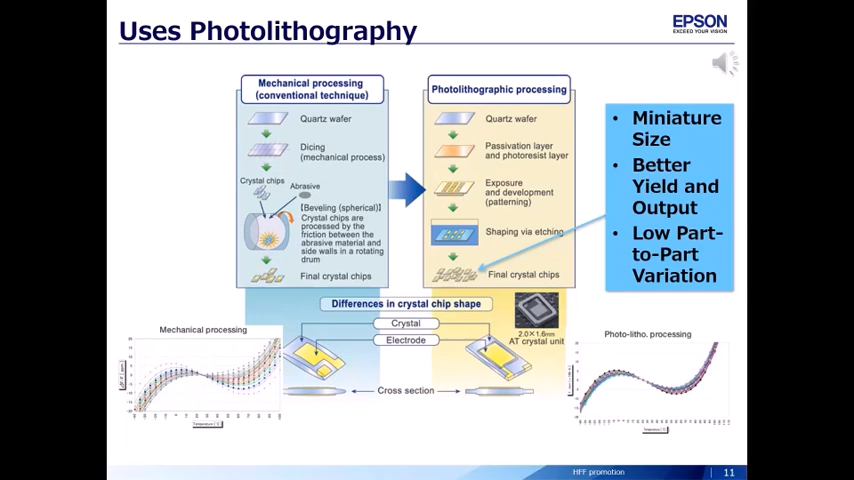 Uses Photolithography
EPSON
EXCEED YOUR VISION
Mechanical processing
(conventional technique)
Quartz wafer
Dicing
(mechanical process)
Crystal chips
Abrasive
【Beveling (spherical)】
Crystal chips are
processed by the
friction between the
abrasive material and
side walls in a rotating
drum
Final crystal chips
Photolithographic processing
Quartz wafer
Passivation layer
and photoresist layer
Exposure
and development
(patterning)
Shaping via etching
Final crystal chips
• Miniature
Size
• Better
Yield and
Output
• Low Part-
to-Part
Variation
Differences in crystal chip shape
Crystal
Electrode
2.0×1.6mm
AT crystal unit
Cross section
Mechanical processing
Photo-litho. processing
HFF promotion
11